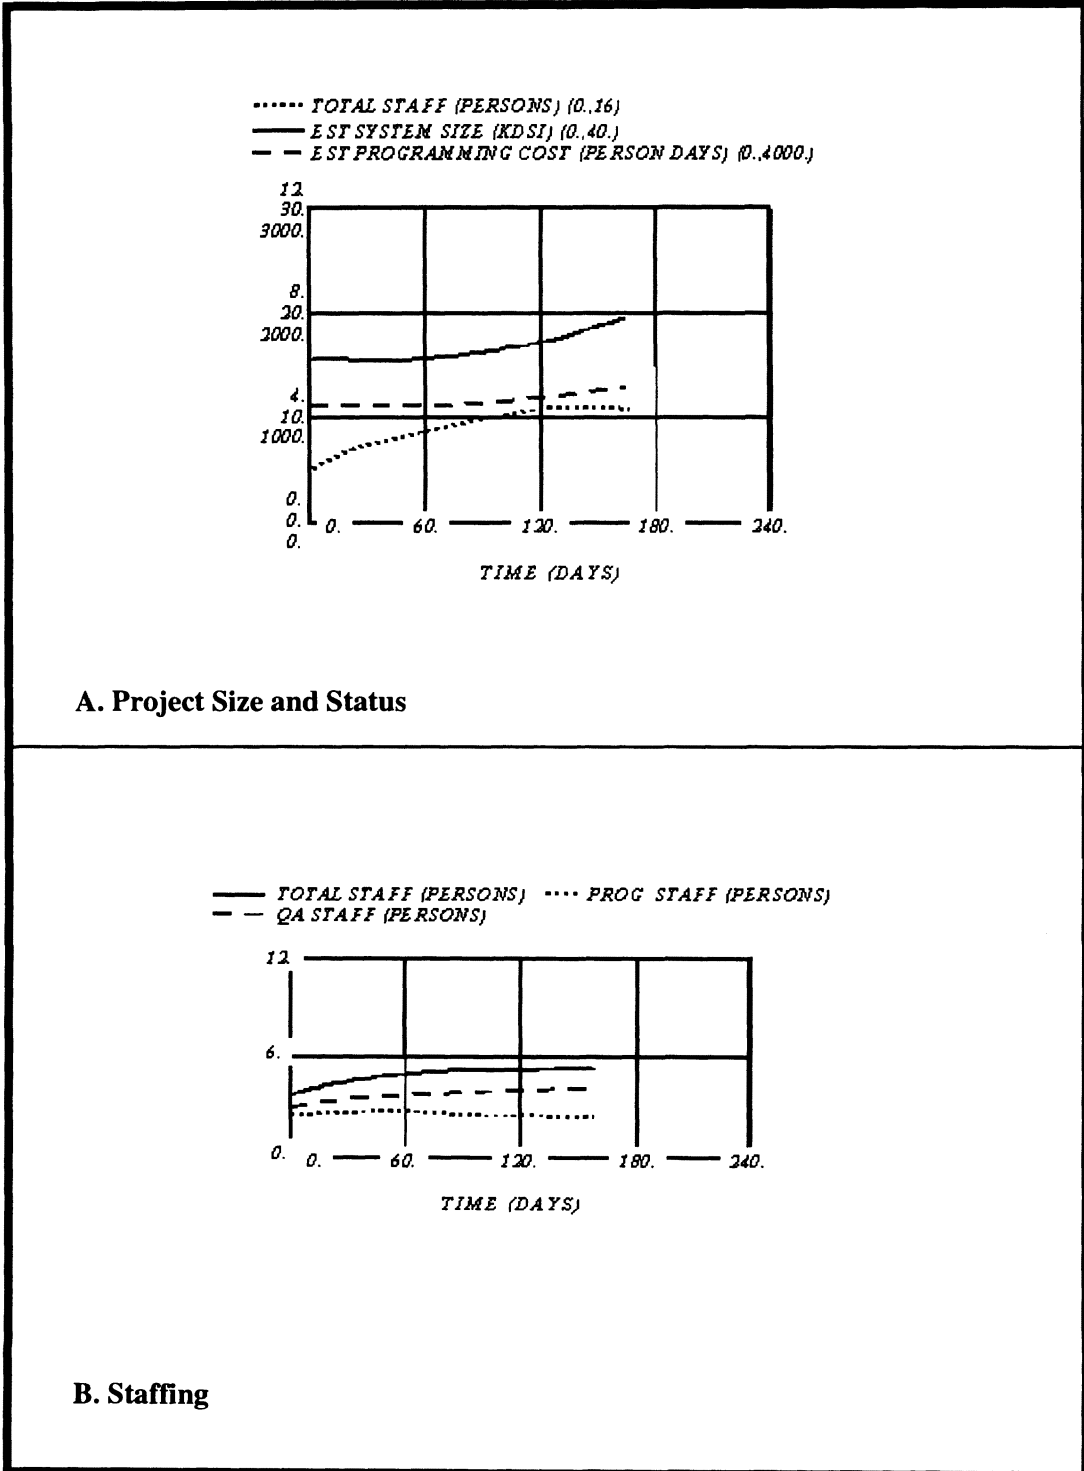 TOTAL STAFF (PERSONS) (0.,16)
EST SYSTEM SIZE (KDSI) (0.,40.)
EST PROGRAMMING COST (PERSON DAYS) (0.,4000.)
12
30.
3000.
8.
20.
2000.
4.
10.
1000.
0.
0.
0.
0. 60. 120. 180. 240.
TIME (DAYS)
A. Project Size and Status
TOTAL STAFF (PERSONS) PROG STAFF (PERSONS)
QA STAFF (PERSONS)
12
6.
0.
0. 60. 120. 180. 240.
TIME (DAYS)
B. Staffing